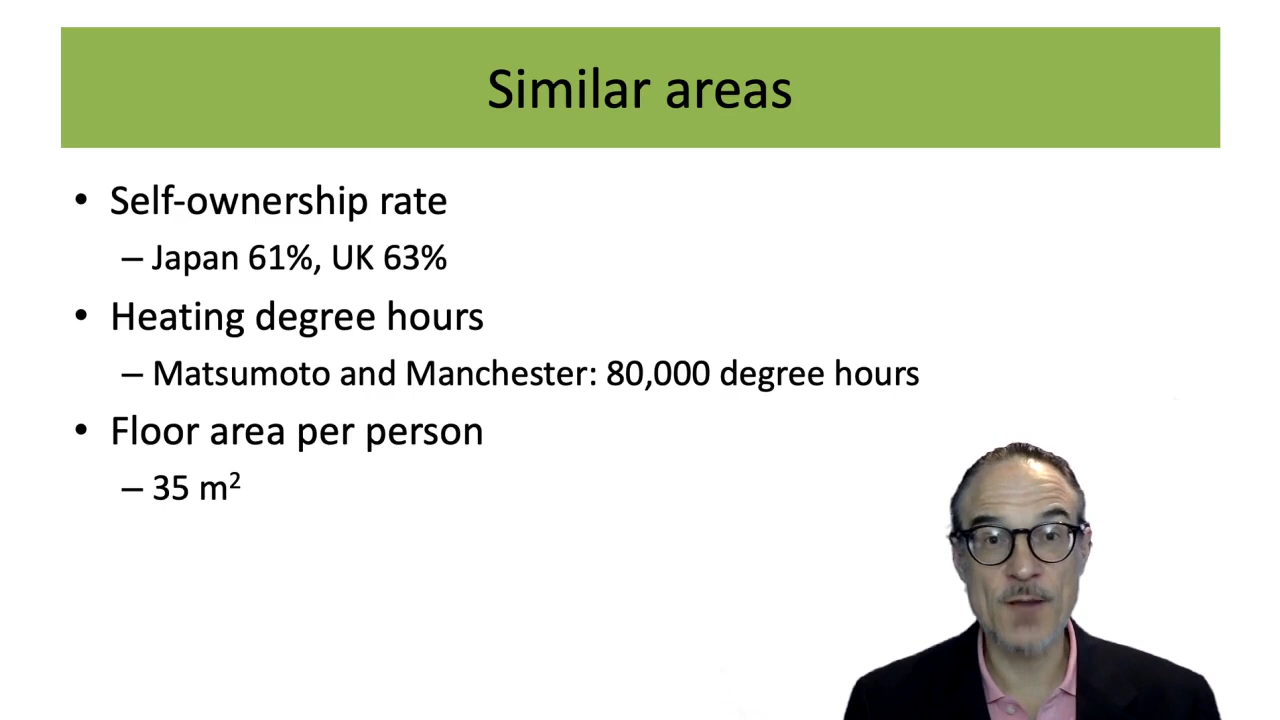 Similar areas
• Self-ownership rate
– Japan 61%, UK 63%
• Heating degree hours
– Matsumoto and Manchester: 80,000 degree hours
• Floor area per person
– 35 m²